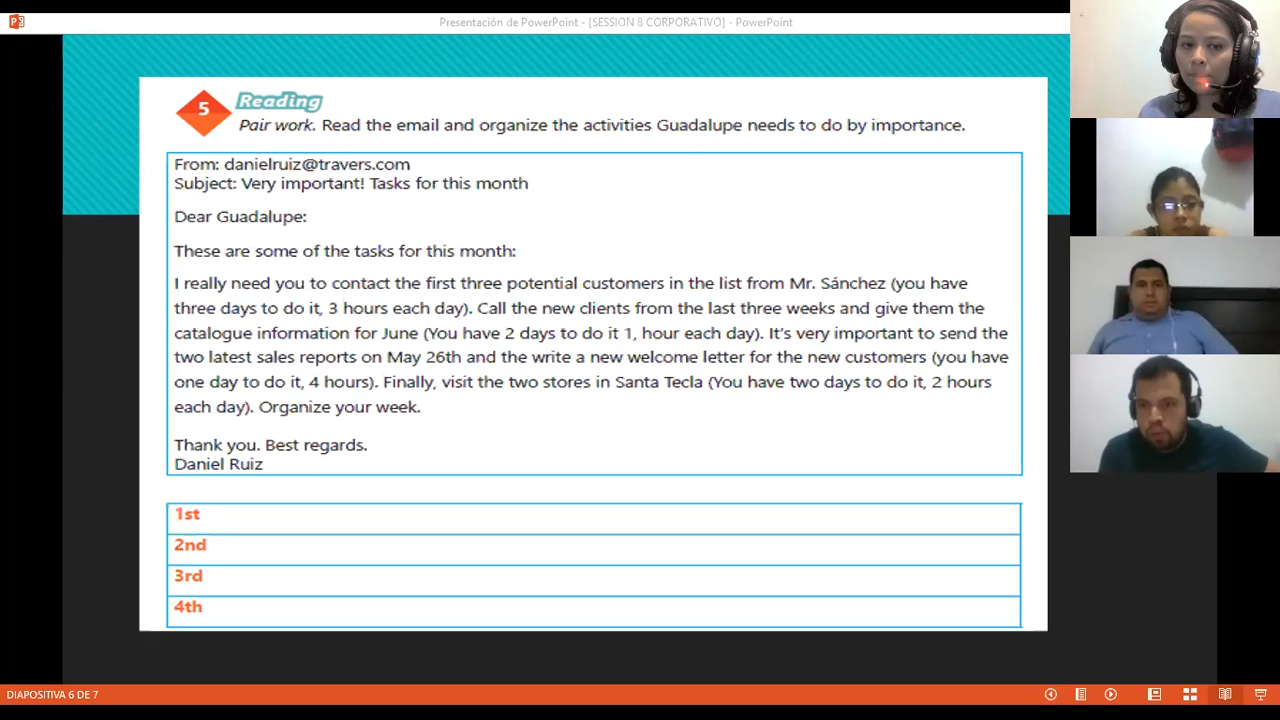 Presentación de PowerPoint - [SESSION 8 CORPORATIVO] - PowerPoint
5
Reading
Pair work. Read the email and organize the activities Guadalupe needs to do by importance.
From: danielruiz@travers.com
Subject: Very important! Tasks for this month
Dear Guadalupe:
These are some of the tasks for this month:
I really need you to contact the first three potential customers in the list from Mr. Sánchez (you have
three days to do it, 3 hours each day). Call the new clients from the last three weeks and give them the
catalogue information for June (You have 2 days to do it 1, hour each day). It's very important to send the
two latest sales reports on May 26th and the write a new welcome letter for the new customers (you have
one day to do it, 4 hours). Finally, visit the two stores in Santa Tecla (You have two days to do it, 2 hours
each day). Organize your week.
Thank you. Best regards.
Daniel Ruiz
1st
2nd
3rd
4th
DIAPOSITIVA 6 DE 7